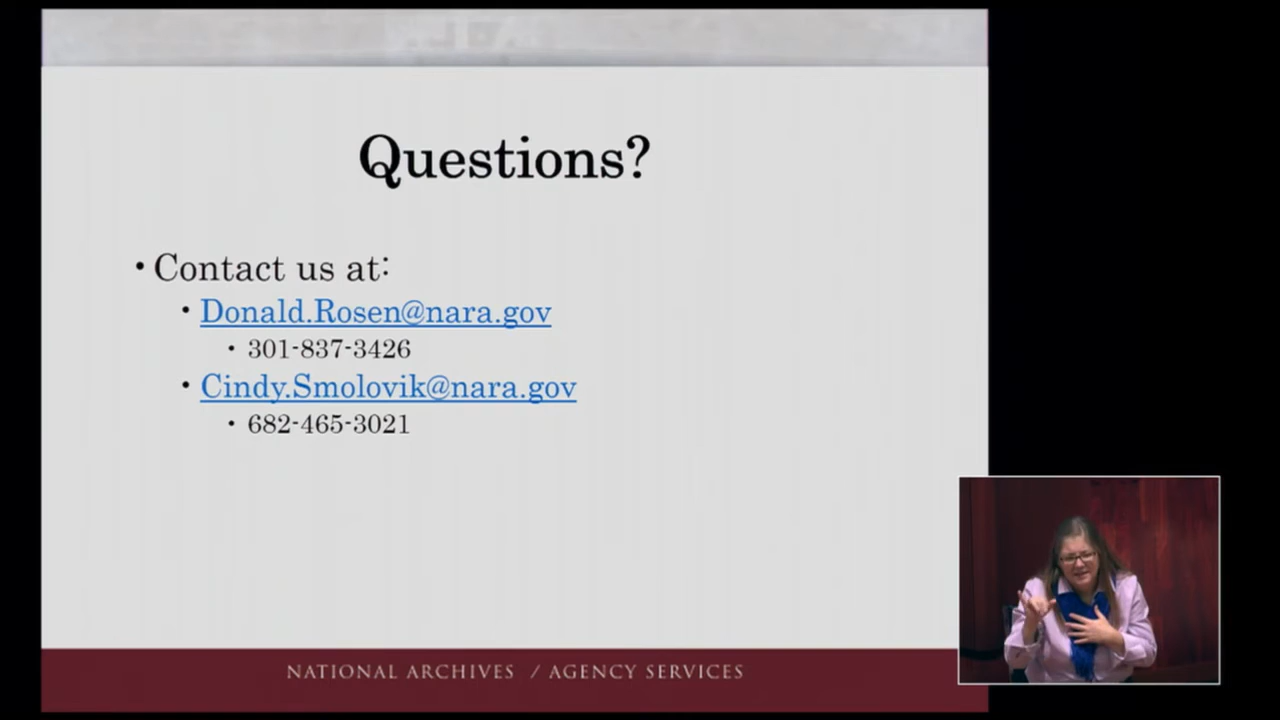 Questions?
• Contact us at:
• Donald.Rosen@nara.gov
• 301-837-3426
• Cindy.Smolovik@nara.gov
• 682-465-3021
NATIONAL ARCHIVES / AGENCY SERVICES